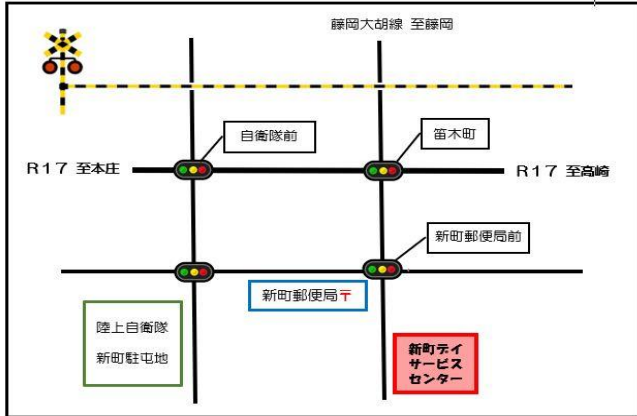 藤岡大胡線 至藤岡
自衛隊前
笛木町
R17 至本庄
R17 至高崎
新町郵便局前
新町郵便局〒
陸上自衛隊
新町駐屯地
新町デイ
サービス
センター